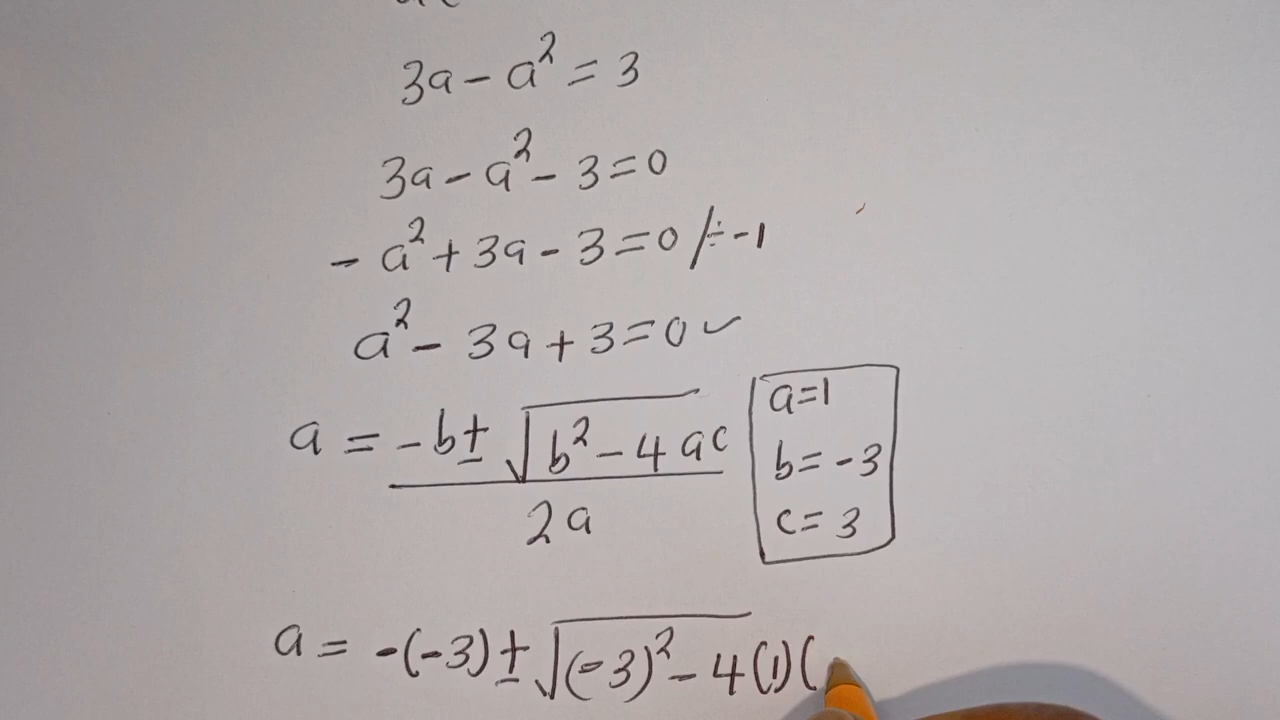 3a - a² = 3
3a - a² - 3 = 0
- a² + 3a - 3 = 0 /÷ -1
a² - 3a + 3 = 0 ✓
a = -b ± √(b² - 4ac)
2a
a = 1
b = -3
c = 3
a = -(-3) ± √(-3)² - 4(1)(